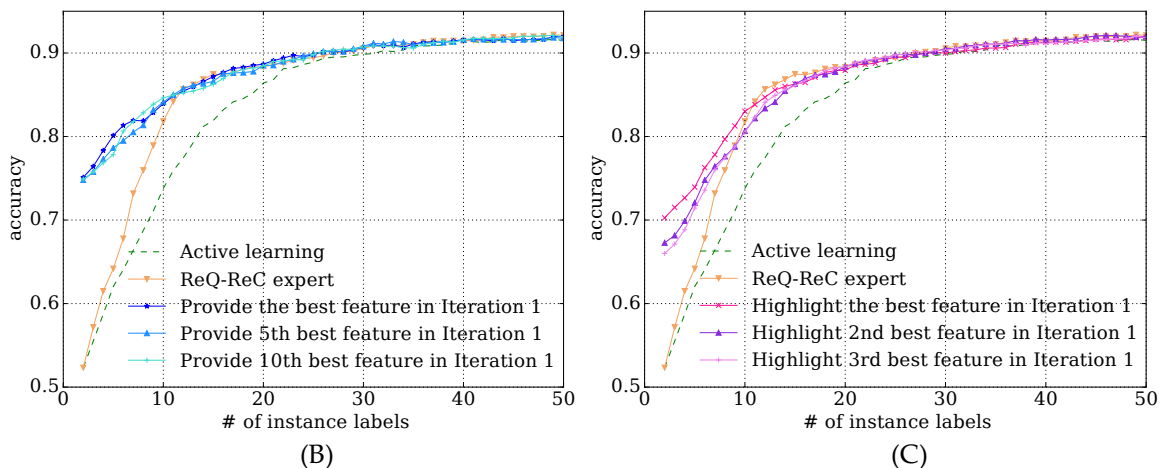 0.9
0.8
0.7
0.6
0.5
accuracy
Active learning
ReQ-ReC expert
Provide the best feature in Iteration 1
Provide 5th best feature in Iteration 1
Provide 10th best feature in Iteration 1
0 10 20 30 40 50
# of instance labels
(B)
0.9
0.8
0.7
0.6
0.5
accuracy
Active learning
ReQ-ReC expert
Highlight the best feature in Iteration 1
Highlight 2nd best feature in Iteration 1
Highlight 3rd best feature in Iteration 1
0 10 20 30 40 50
# of instance labels
(C)